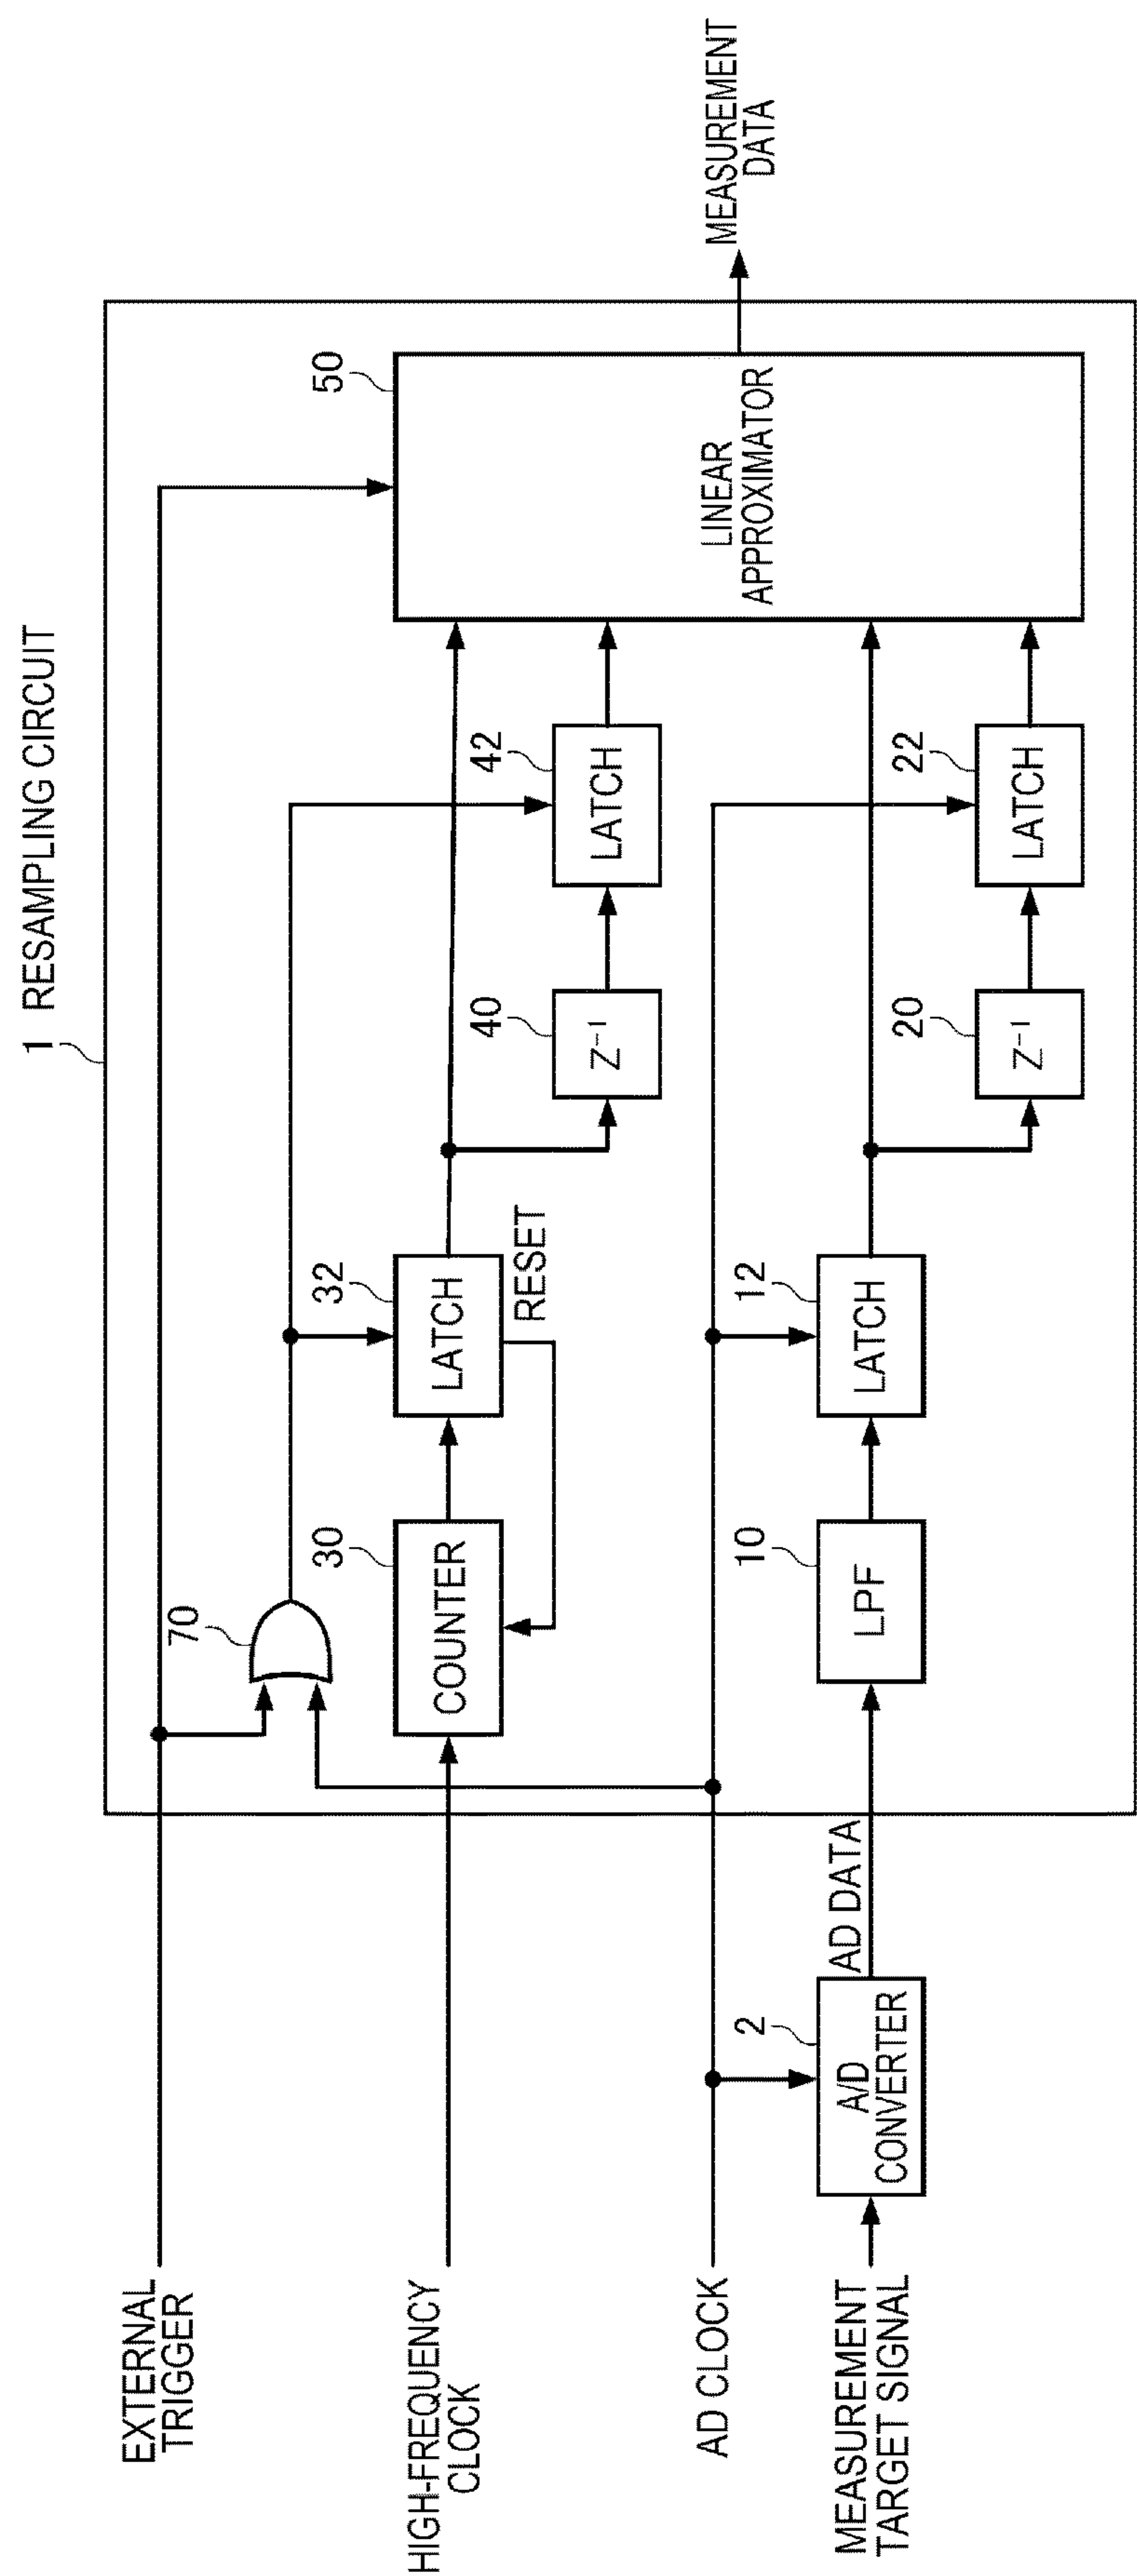 1 RESAMPLING CIRCUIT
EXTERNAL
TRIGGER
70
50
HIGH-FREQUENCY
CLOCK
30
COUNTER
32
LATCH
RESET
40
Z⁻¹
42
LATCH
LINEAR
APPROXIMATOR
MEASUREMENT
DATA
AD CLOCK
2
A/D
CONVERTER
MEASUREMENT
TARGET SIGNAL
AD DATA
10
LPF
12
LATCH
20
Z⁻¹
22
LATCH